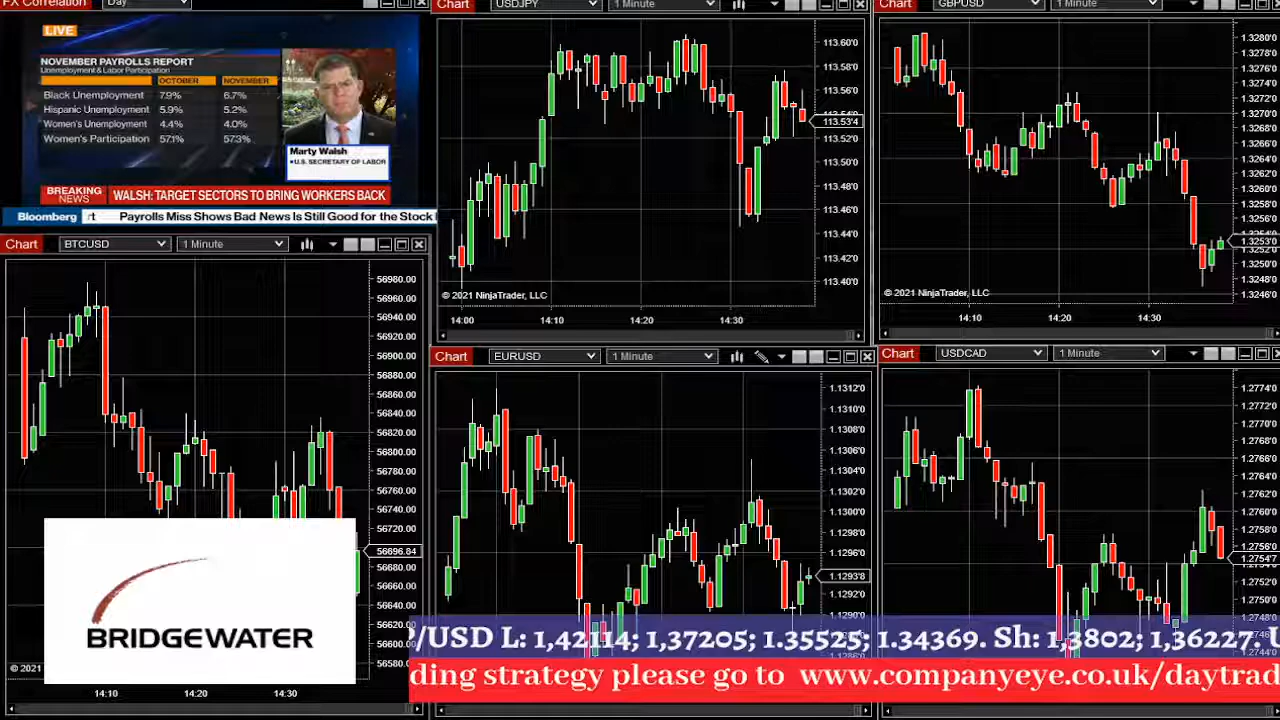 FX Correlation
Day
LIVE
NOVEMBER PAYROLLS REPORT
Unemployment & Labor Participation
OCTOBER NOVEMBER
Black Unemployment 7.9% 6.7%
Hispanic Unemployment 5.9% 5.2%
Women's Unemployment 4.4% 4.0%
Women's Participation 57.1% 57.3%
Marty Walsh
U.S. SECRETARY OF LABOR
BREAKING NEWS WALSH: TARGET SECTORS TO BRING WORKERS BACK
Bloomberg rt Payrolls Miss Shows Bad News Is Still Good for the Stock
Chart USDJPY 1 Minute
113.60'0
113.58'0
113.56'0
113.53'4
113.52'0
113.50'0
113.48'0
113.46'0
113.44'0
113.42'0
113.40'0
© 2021 NinjaTrader, LLC
14:00 14:10 14:20 14:30
Chart GBPUSD 1 Minute
1.3280'0
1.3276'0
1.3274'0
1.3270'0
1.3268'0
1.3266'0
1.3264'0
1.3262'0
1.3260'0
1.3258'0
1.3256'0
1.3253'0
1.3250'0
1.3248'0
1.3246'0
© 2021 NinjaTrader, LLC
14:10 14:20 14:30
Chart BTCUSD 1 Minute
56980.00
56960.00
56940.00
56920.00
56900.00
56880.00
56860.00
56840.00
56820.00
56800.00
56780.00
56760.00
56740.00
56720.00
56696.84
56680.00
56660.00
56640.00
BRIDGEWATER
© 2021
14:10 14:20 14:30
Chart EURUSD 1 Minute
1.1312'0
1.1310'0
1.1308'0
1.1306'0
1.1304'0
1.1302'0
1.1300'0
1.1298'0
1.1296'0
1.1293'8
1.1292'0
1.1290'0
Chart USDCAD 1 Minute
1.2774'0
1.2772'0
1.2770'0
1.2768'0
1.2766'0
1.2764'0
1.2762'0
1.2760'0
1.2758'0
1.2756'0
1.2754'7
1.2752'0
1.2750'0
/USD L: 1,42114; 1,37205; 1.35525; 1.34369. Sh: 1,3802; 1,36227
ding strategy please go to www.companyeye.co.uk/daytrad